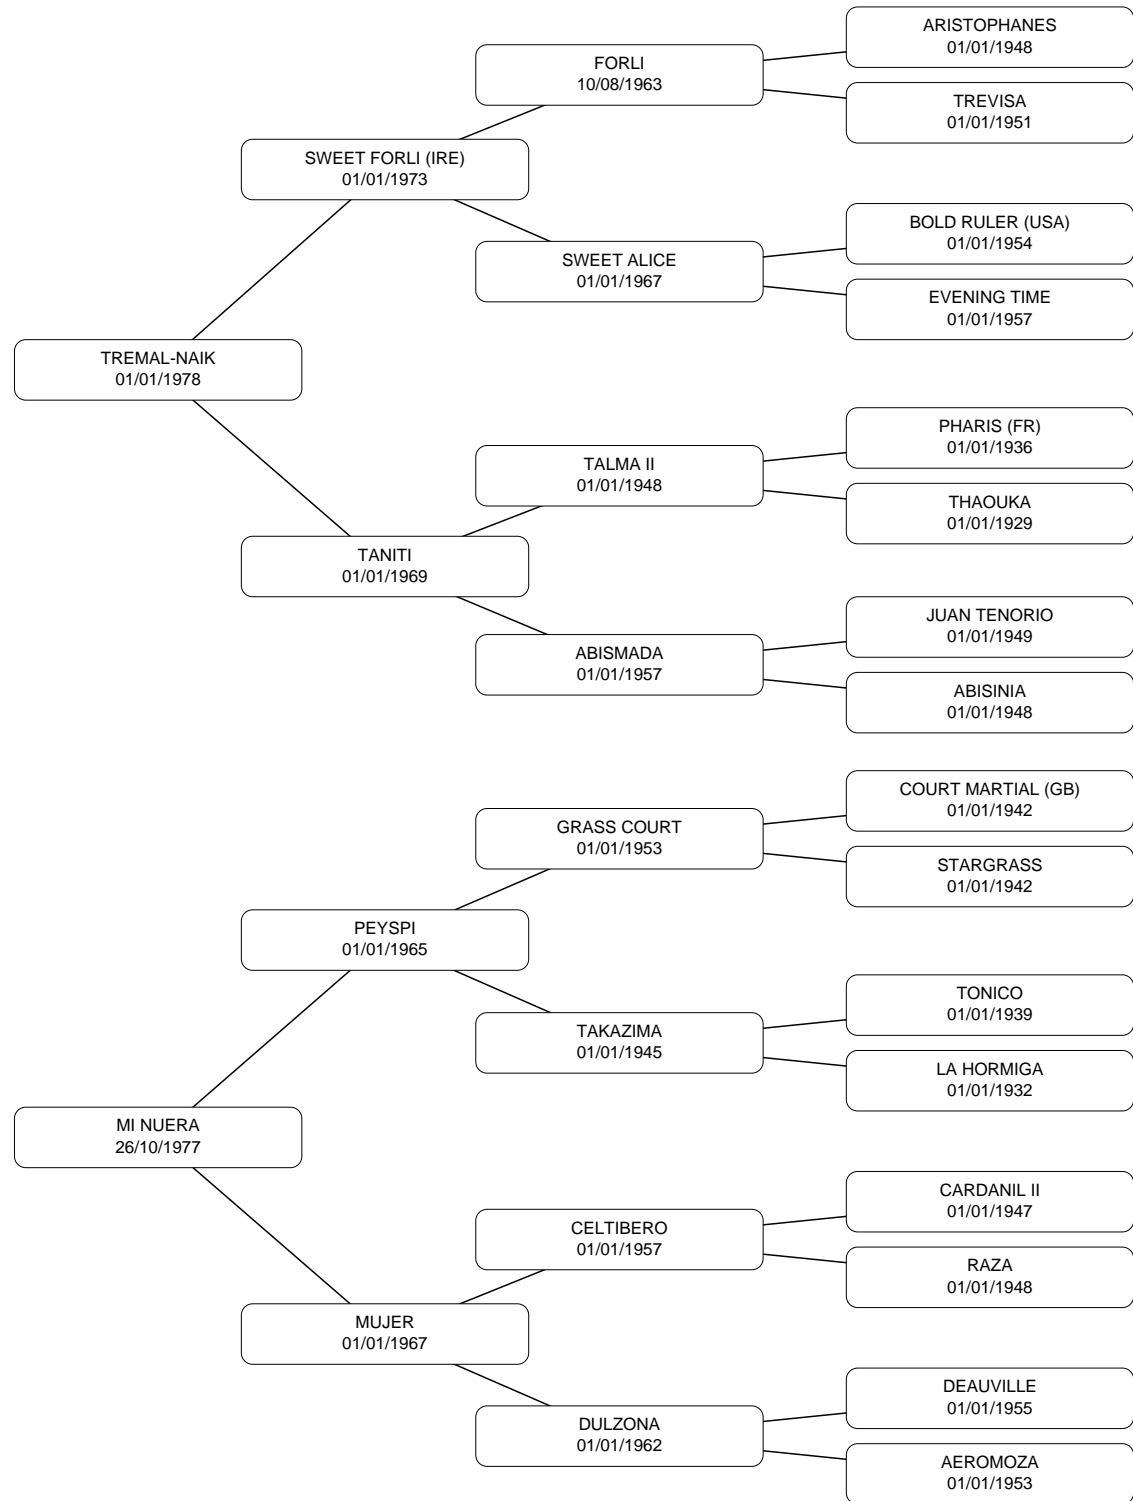 ARISTOPHANES
01/01/1948
FORLI
10/08/1963
TREVISA
01/01/1951
SWEET FORLI (IRE)
01/01/1973
BOLD RULER (USA)
01/01/1954
SWEET ALICE
01/01/1967
EVENING TIME
01/01/1957
TREMAL-NAIK
01/01/1978
PHARIS (FR)
01/01/1936
TALMA II
01/01/1948
THAOUKA
01/01/1929
TANITI
01/01/1969
JUAN TENORIO
01/01/1949
ABISMADA
01/01/1957
ABISINIA
01/01/1948
COURT MARTIAL (GB)
01/01/1942
GRASS COURT
01/01/1953
STARGRASS
01/01/1942
PEYSPI
01/01/1965
TONICO
01/01/1939
TAKAZIMA
01/01/1945
LA HORMIGA
01/01/1932
MI NUERA
26/10/1977
CARDANIL II
01/01/1947
CELTIBERO
01/01/1957
RAZA
01/01/1948
MUJER
01/01/1967
DEAUVILLE
01/01/1955
DULZONA
01/01/1962
AEROMOZA
01/01/1953